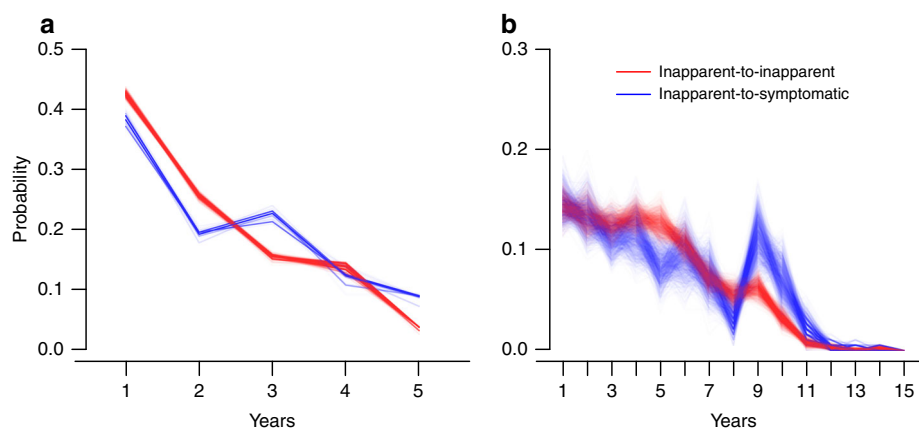 a
0.5
0.4
0.3
0.2
0.1
0.0
Probability
1 2 3 4 5
Years
b
0.3
0.2
0.1
0.0
Inapparent-to-inapparent
Inapparent-to-symptomatic
1 3 5 7 9 11 13 15
Years